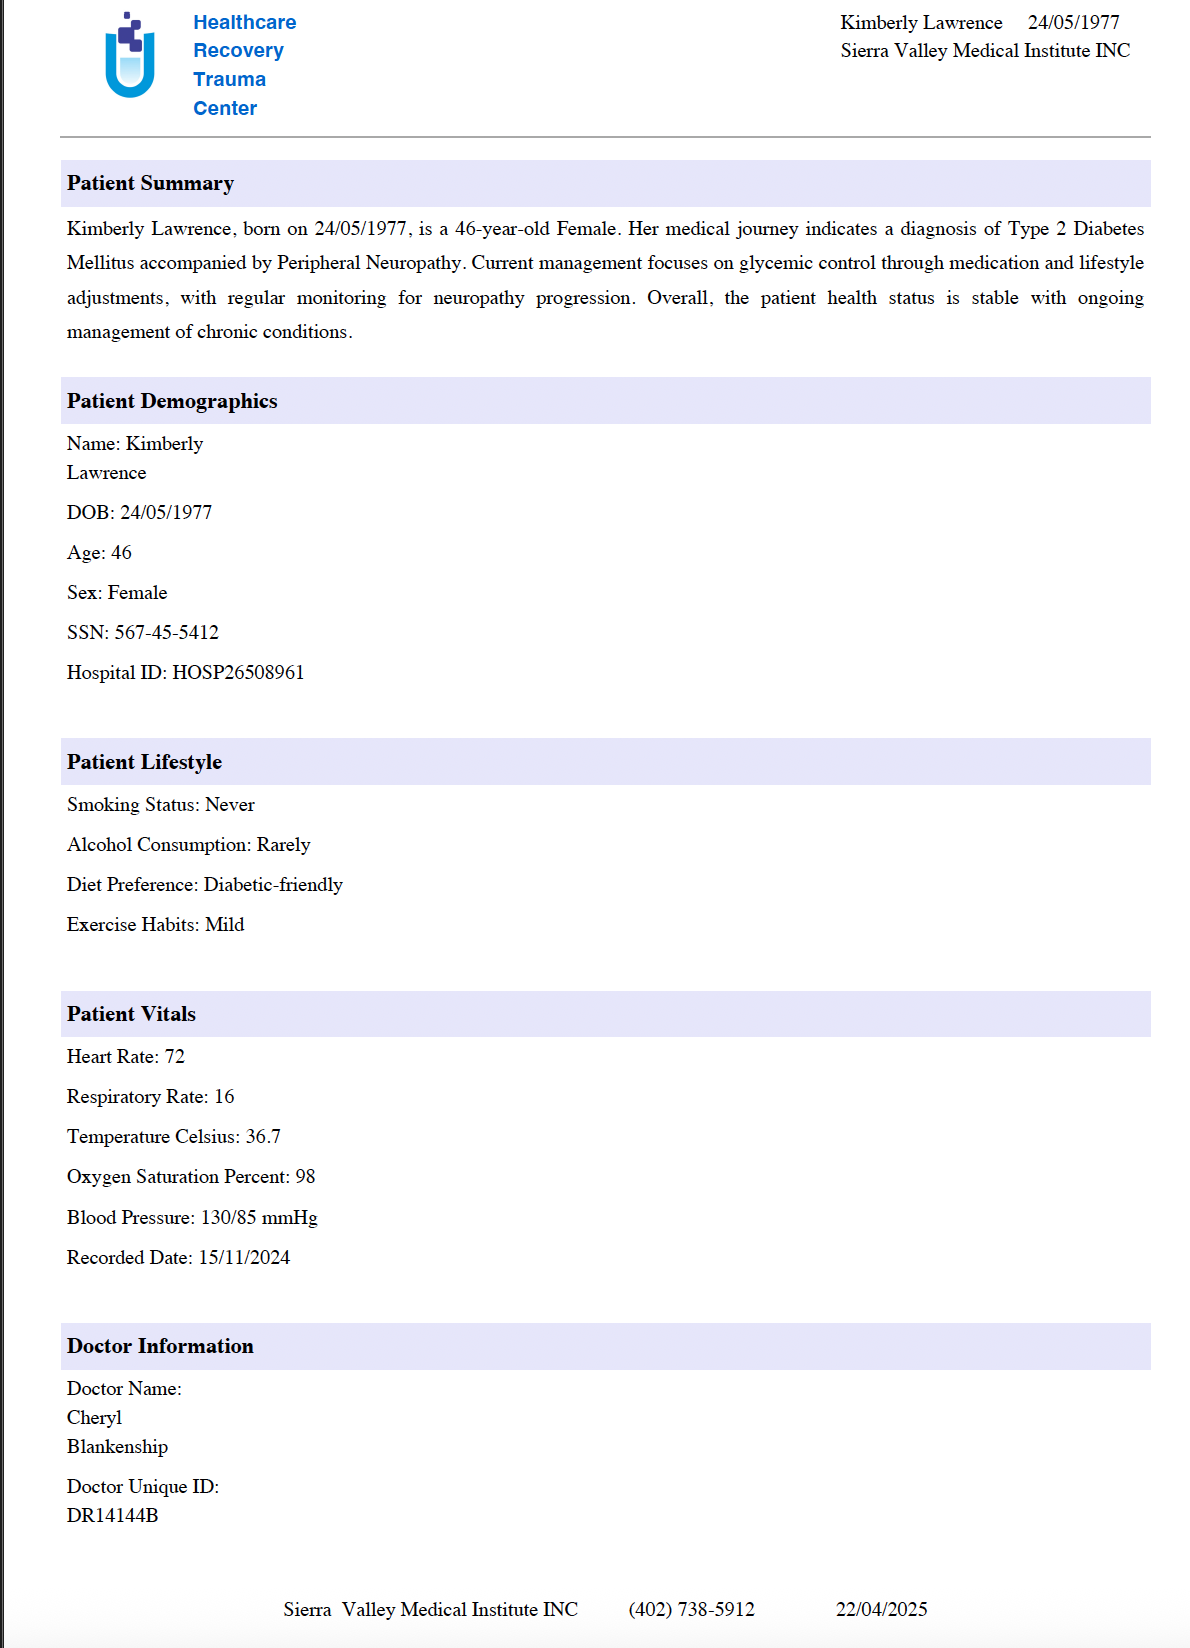 Healthcare
Recovery
Trauma
Center
Kimberly Lawrence 24/05/1977
Sierra Valley Medical Institute INC
Patient Summary
Kimberly Lawrence, born on 24/05/1977, is a 46-year-old Female. Her medical journey indicates a diagnosis of Type 2 Diabetes
Mellitus accompanied by Peripheral Neuropathy. Current management focuses on glycemic control through medication and lifestyle
adjustments, with regular monitoring for neuropathy progression. Overall, the patient health status is stable with ongoing
management of chronic conditions.
Patient Demographics
Name: Kimberly
Lawrence
DOB: 24/05/1977
Age: 46
Sex: Female
SSN: 567-45-5412
Hospital ID: HOSP26508961
Patient Lifestyle
Smoking Status: Never
Alcohol Consumption: Rarely
Diet Preference: Diabetic-friendly
Exercise Habits: Mild
Patient Vitals
Heart Rate: 72
Respiratory Rate: 16
Temperature Celsius: 36.7
Oxygen Saturation Percent: 98
Blood Pressure: 130/85 mmHg
Recorded Date: 15/11/2024
Doctor Information
Doctor Name:
Cheryl
Blankenship
Doctor Unique ID:
DR14144B
Sierra Valley Medical Institute INC (402) 738-5912 22/04/2025